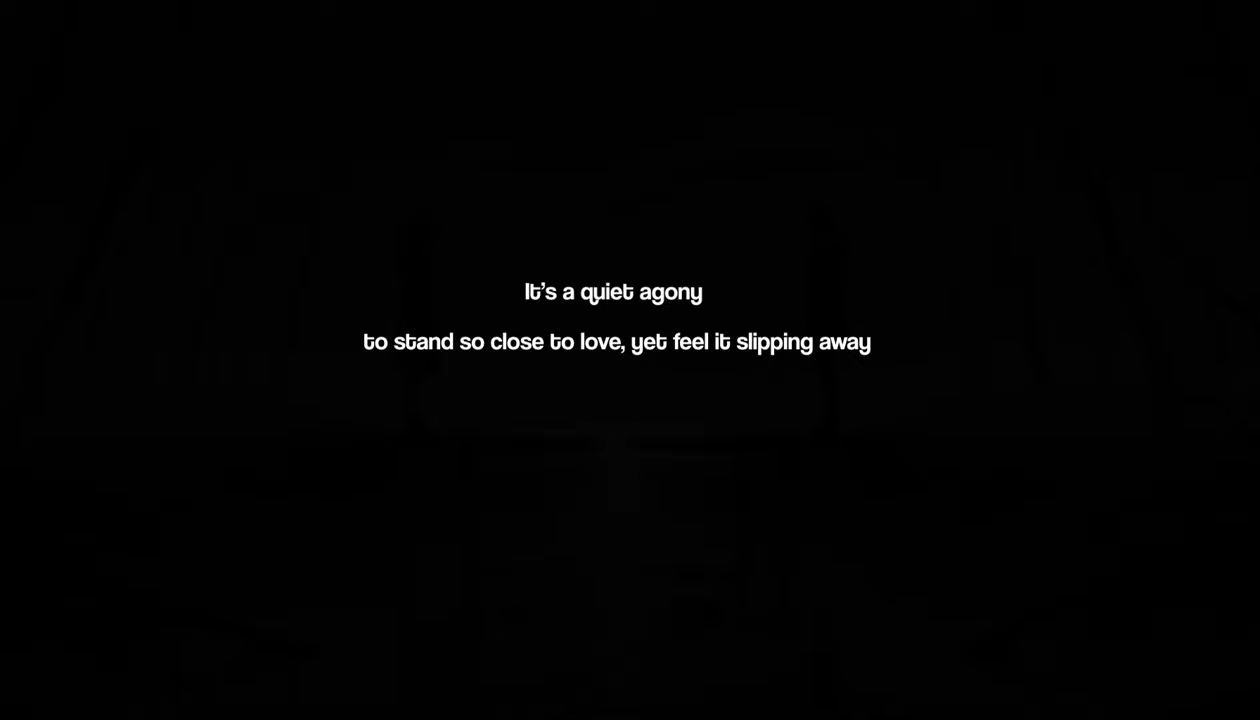 It’s a quiet agony
to stand so close to love, yet feel it slipping away